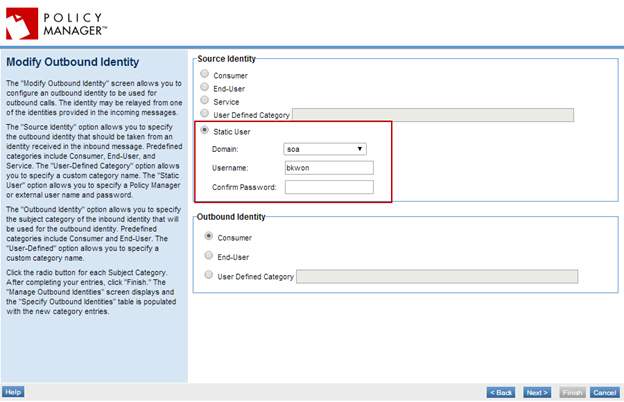 POLICY
MANAGER™
Modify Outbound Identity
The "Modify Outbound Identity" screen allows you to
configure an outbound identity to be used for
outbound calls. The identity may be relayed from one
of the identities provided in the incoming messages.
The "Source Identity" option allows you to specify
the outbound identity that should be taken from an
identity received in the inbound message. Predefined
categories include Consumer, End-User, and
Service. The "User-Defined Category" option allows
you to specify a custom category name. The "Static
User" option allows you to specify a Policy Manager
or external user name and password.
The "Outbound Identity" option allows you to specify
the subject category of the inbound identity that will
be used for the outbound identity. Predefined
categories include Consumer and End-User. The
"User-Defined" option allows you to specify a
custom category name.
Click the radio button for each Subject Category.
After completing your entries, click "Finish." The
"Manage Outbound Identities" screen displays and
the "Specify Outbound Identities" table is populated
with the new category entries.
Source Identity
Consumer
End-User
Service
User Defined Category
Static User
Domain: soa
Username: bkwon
Confirm Password:
Outbound Identity
Consumer
End-User
User Defined Category
Help
< Back Next > Finish Cancel